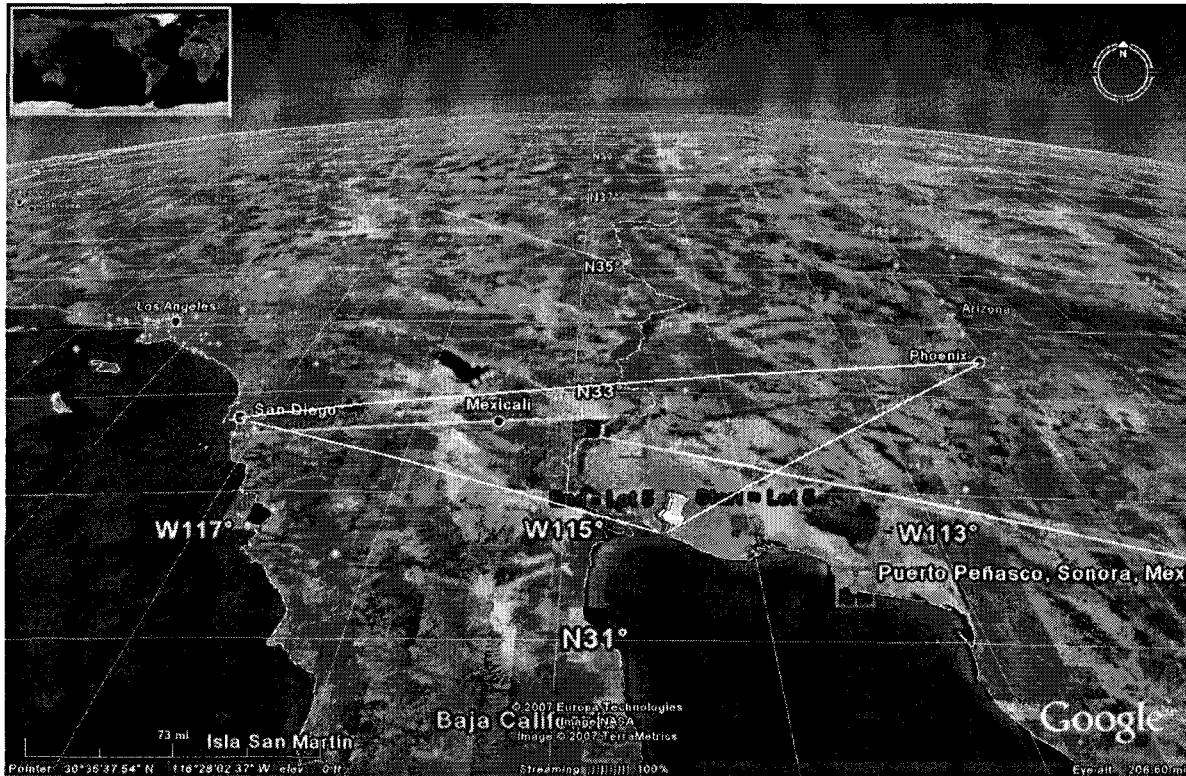 N
N35°
Los Angeles
Arizona
Phoenix
N33°
San Diego
Mexicali
Lot 5
W117°
W115°
W113°
Puerto Peñasco, Sonora, Mex
N31°
© 2007 Europa Technologies
Image NASA
Image © 2007 TerraMetrics
Baja Calif
Google
73 mi
Isla San Martin
Pointer 30°36'37.54" N 116°28'02.37" W elev 0 ft
Streaming 100%
Eye alt 206.60 mi